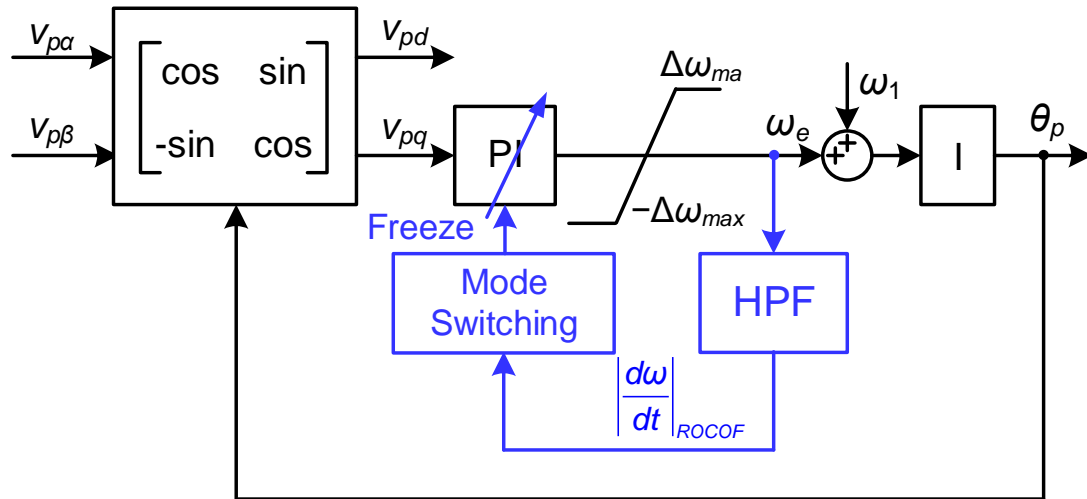 vpα
vpβ
cos sin
-sin cos
vpd
vpq
PI
Δωma
−Δωmax
ωe
ω1
+
+
I
θp
Freeze
Mode
Switching
HPF
|dω/dt|ROCOF